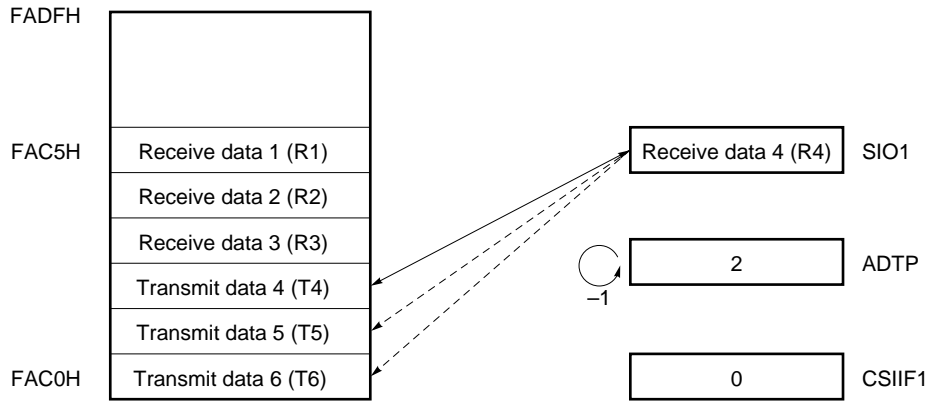 FADFH
FAC5H Receive data 1 (R1) Receive data 4 (R4) SIO1
Receive data 2 (R2)
Receive data 3 (R3) 2 ADTP
Transmit data 4 (T4) –1
Transmit data 5 (T5)
FAC0H Transmit data 6 (T6) 0 CSIIF1